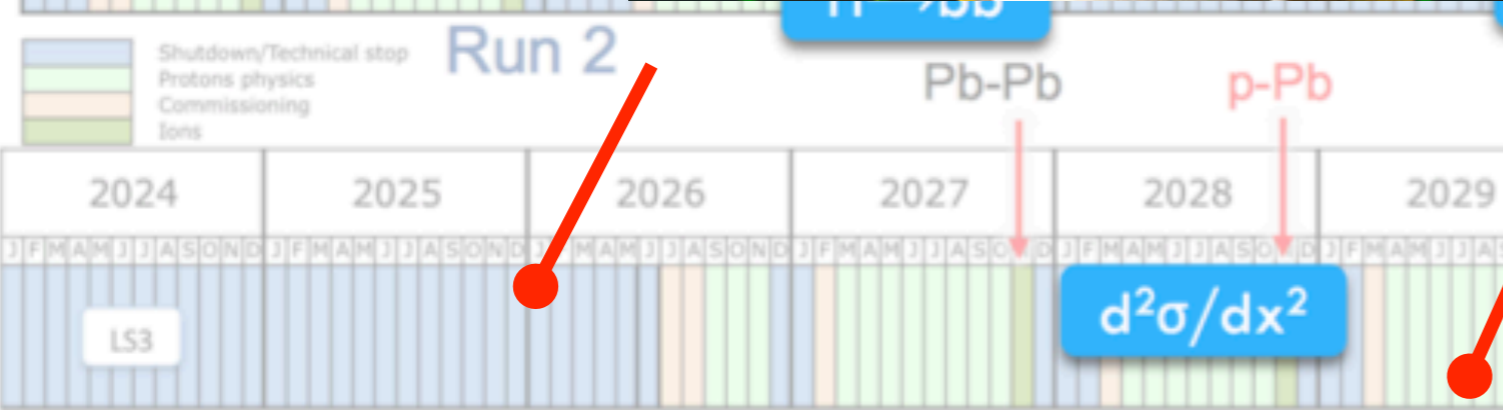 Run 2
Shutdown/Technical stop
Protons physics
Commissioning
Ions
Pb-Pb
p-Pb
2024 2025 2026 2027 2028 2029
J F M A M J J A S O N D J F M A M J J A S O N D J M A M J J A S O N D J F M A M J J A S O N D J F M A M J J A S O N D J F M A M J J A
LS3
d²σ/dx²